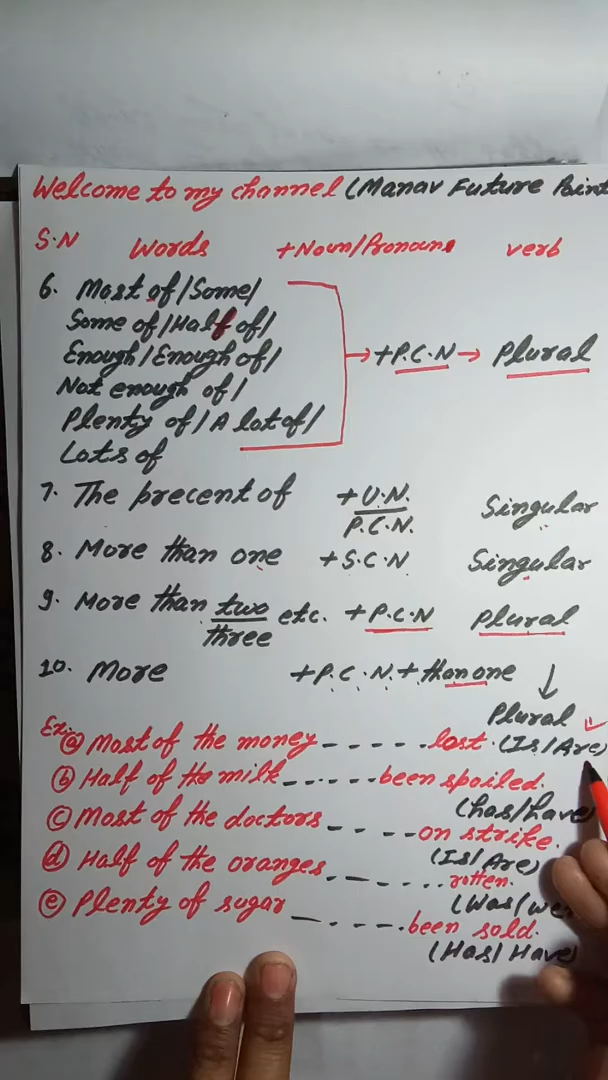 Welcome to my channel (Manav Future Point
S.N Words +Noun/Pronouns verb
6. Most of/Some/
Some of/Half of/
Enough/Enough of/ → +P.C.N → Plural
Not enough of/
Plenty of/A lot of/
Lots of
7. The precent of +U.N. Singular
P.C.N.
8. More than one +S.C.N Singular
9. More than two etc. +P.C.N Plural
three
10. More +P.C.N.+ than one ↓
Plural
Ex:
ⓐ Most of the money - - - - - lost. (Is/Are)
ⓑ Half of the milk - - - - - been spoiled.
(has/have)
ⓒ Most of the doctors - - - - - on strike.
(Is/Are)
ⓓ Half of the oranges - - - - - rotten.
(Was/we
ⓔ Plenty of sugar - - - - - been sold.
(Has/Have)